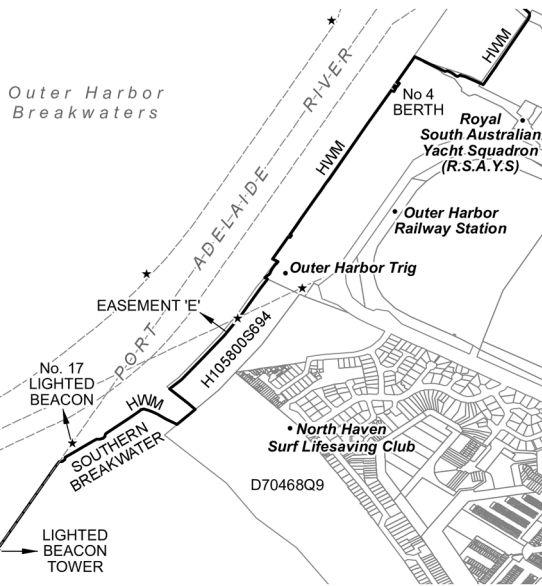 HWM
Outer Harbor
Breakwaters
No 4
BERTH
Royal
South Australian
Yacht Squadron
(R.S.A.Y.S)
PORT ADELAIDE RIVER
HWM
Outer Harbor
Railway Station
Outer Harbor Trig
EASEMENT 'E'
H105800S694
No. 17
LIGHTED
BEACON
HWM
SOUTHERN
BREAKWATER
North Haven
Surf Lifesaving Club
D70468Q9
LIGHTED
BEACON
TOWER